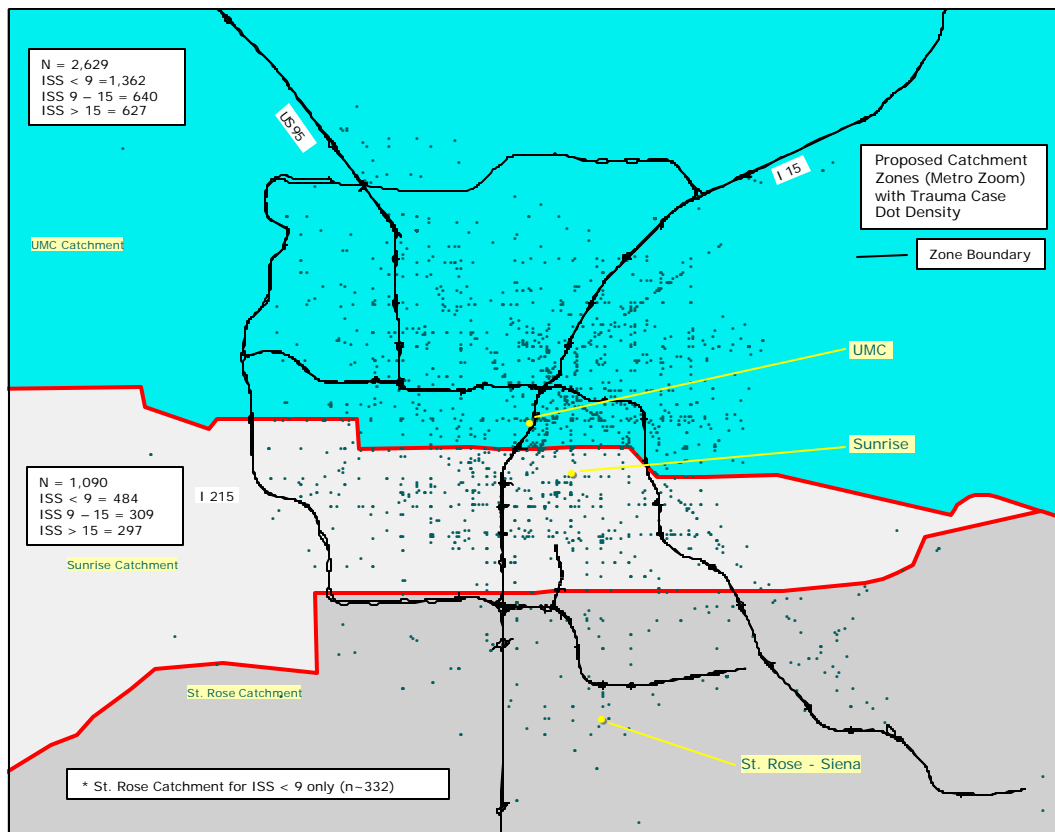 N = 2,629
ISS < 9 =1,362
ISS 9 – 15 = 640
ISS > 15 = 627
US95
I 15
Proposed Catchment
Zones (Metro Zoom)
with Trauma Case
Dot Density
Zone Boundary
UMC Catchment
UMC
Sunrise
N = 1,090
ISS < 9 = 484
ISS 9 – 15 = 309
ISS > 15 = 297
I 215
Sunrise Catchment
St. Rose Catchment
St. Rose - Siena
* St. Rose Catchment for ISS < 9 only (n~332)